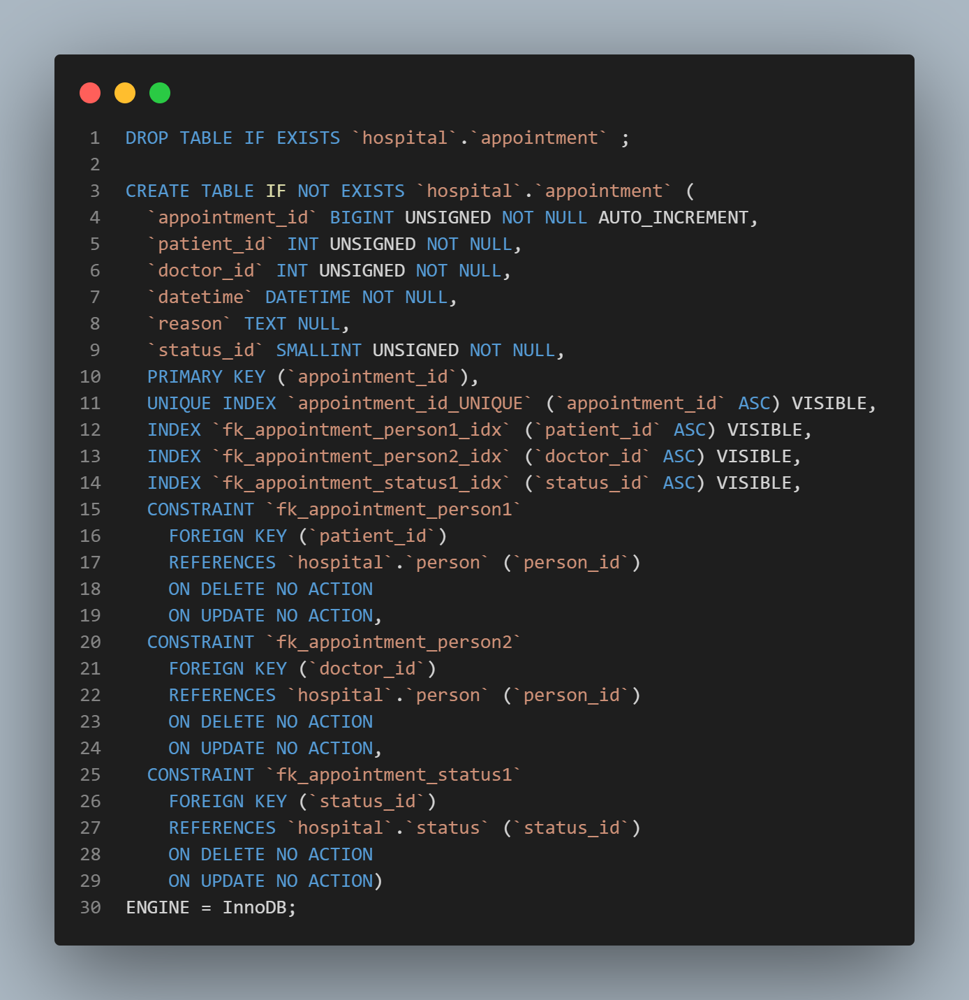 1 DROP TABLE IF EXISTS `hospital`.`appointment` ;
2
3 CREATE TABLE IF NOT EXISTS `hospital`.`appointment` (
4   `appointment_id` BIGINT UNSIGNED NOT NULL AUTO_INCREMENT,
5   `patient_id` INT UNSIGNED NOT NULL,
6   `doctor_id` INT UNSIGNED NOT NULL,
7   `datetime` DATETIME NOT NULL,
8   `reason` TEXT NULL,
9   `status_id` SMALLINT UNSIGNED NOT NULL,
10   PRIMARY KEY (`appointment_id`),
11   UNIQUE INDEX `appointment_id_UNIQUE` (`appointment_id` ASC) VISIBLE,
12   INDEX `fk_appointment_person1_idx` (`patient_id` ASC) VISIBLE,
13   INDEX `fk_appointment_person2_idx` (`doctor_id` ASC) VISIBLE,
14   INDEX `fk_appointment_status1_idx` (`status_id` ASC) VISIBLE,
15   CONSTRAINT `fk_appointment_person1`
16     FOREIGN KEY (`patient_id`)
17     REFERENCES `hospital`.`person` (`person_id`)
18     ON DELETE NO ACTION
19     ON UPDATE NO ACTION,
20   CONSTRAINT `fk_appointment_person2`
21     FOREIGN KEY (`doctor_id`)
22     REFERENCES `hospital`.`person` (`person_id`)
23     ON DELETE NO ACTION
24     ON UPDATE NO ACTION,
25   CONSTRAINT `fk_appointment_status1`
26     FOREIGN KEY (`status_id`)
27     REFERENCES `hospital`.`status` (`status_id`)
28     ON DELETE NO ACTION
29     ON UPDATE NO ACTION)
30 ENGINE = InnoDB;